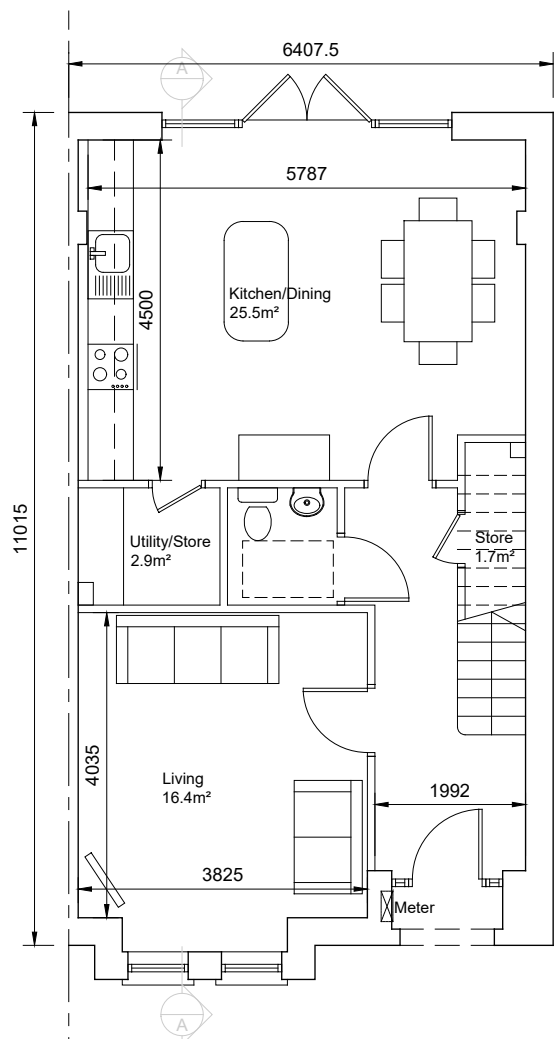 6407.5
A
5787
Kitchen/Dining
25.5m²
4500
11015
Utility/Store
2.9m²
Store
1.7m²
4035
Living
16.4m²
1992
3825
Meter
A